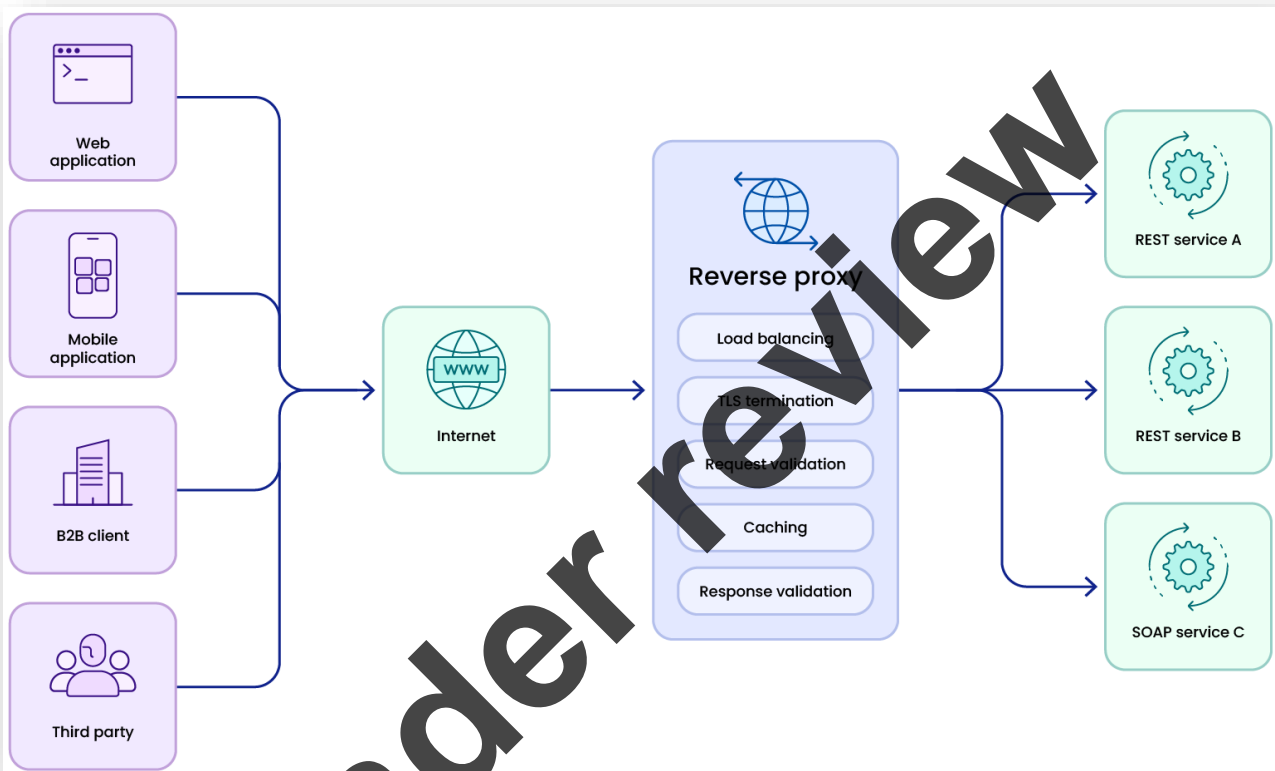 Web
application
Mobile
application
B2B client
Third party
WWW
Internet
Reverse proxy
Load balancing
TLS termination
Request validation
Caching
Response validation
REST service A
REST service B
SOAP service C
review